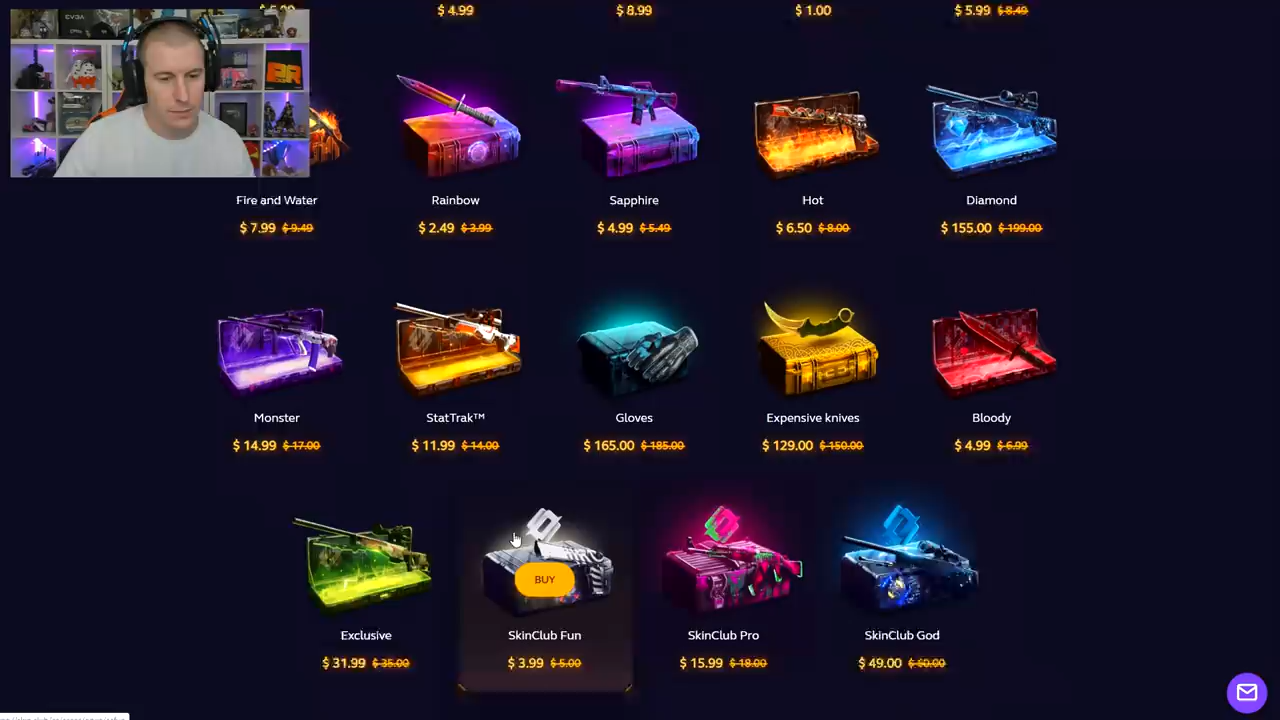 $ 4.99
$ 8.99
$ 1.00
$ 5.99 $ 8.49
EVGA
Fire and Water
Rainbow
Sapphire
Hot
Diamond
$ 7.99 $ 9.49
$ 2.49 $ 3.99
$ 4.99 $ 5.49
$ 6.50 $ 8.00
$ 155.00 $ 199.00
Monster
StatTrak™
Gloves
Expensive knives
Bloody
$ 14.99 $ 17.00
$ 11.99 $ 14.00
$ 165.00 $ 185.00
$ 129.00 $ 150.00
$ 4.99 $ 6.99
BUY
Exclusive
SkinClub Fun
SkinClub Pro
SkinClub God
$ 31.99 $ 35.00
$ 3.99 $ 5.00
$ 15.99 $ 18.00
$ 49.00 $ 60.00